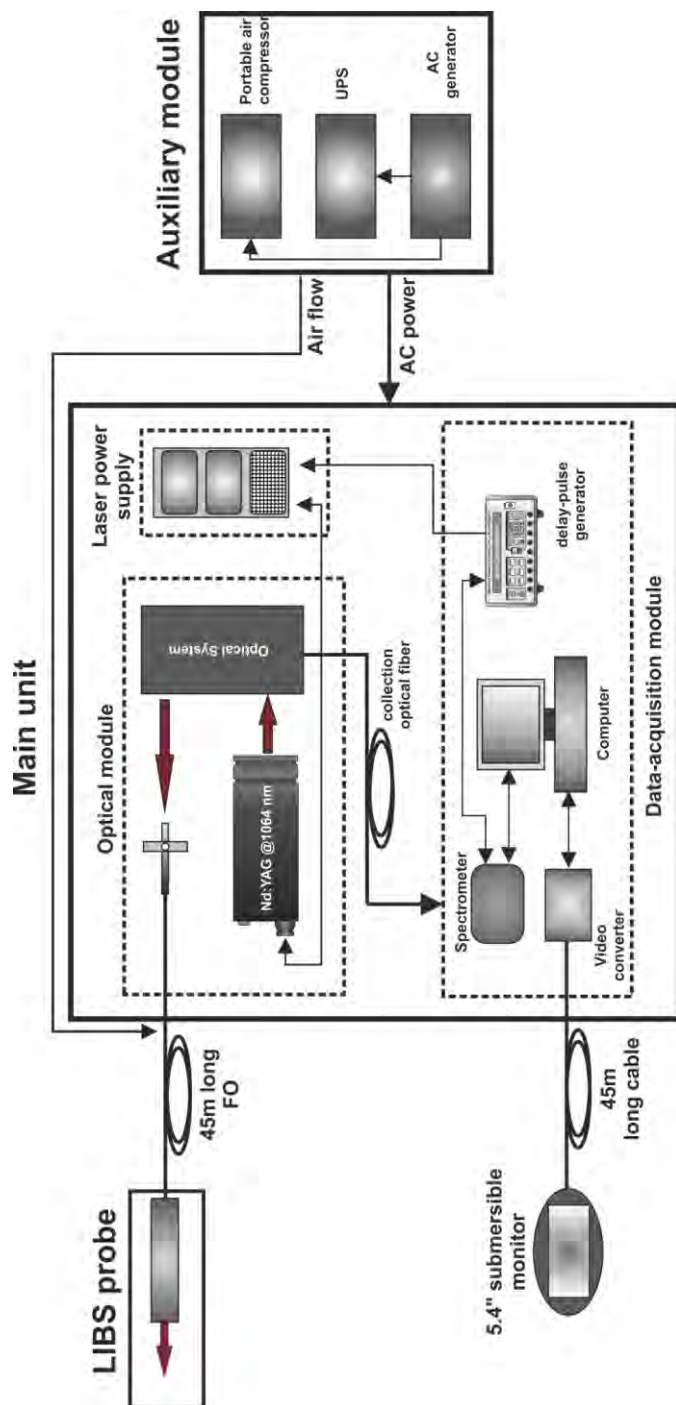 Main unit
Auxiliary module
Portable air
compressor
UPS
AC
generator
Air flow
AC power
Optical module
Laser power
supply
Optical System
Nd:YAG @1064 nm
collection
optical fiber
Spectrometer
Video
converter
Computer
delay-pulse
generator
Data-acquisition module
LIBS probe
45m long
FO
5.4" submersible
monitor
45m
long cable